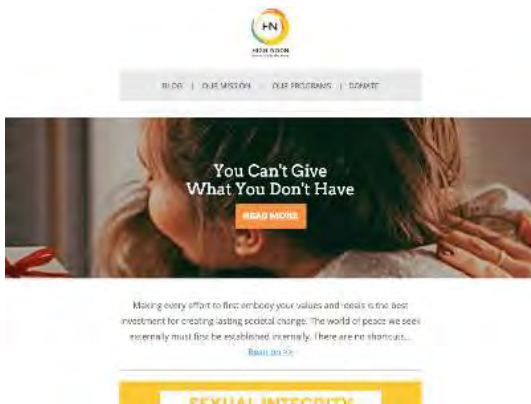 HN
HIGH NOON
BLOG | OUR MISSION | OUR PROGRAMS | DONATE
You Can't Give
What You Don't Have
READ MORE
Making every effort to first embody your values and ideals is the best
investment for creating lasting societal change. The world of peace we seek
externally must first be established internally. There are no shortcuts...
Read on >>
SEXUAL INTEGRITY